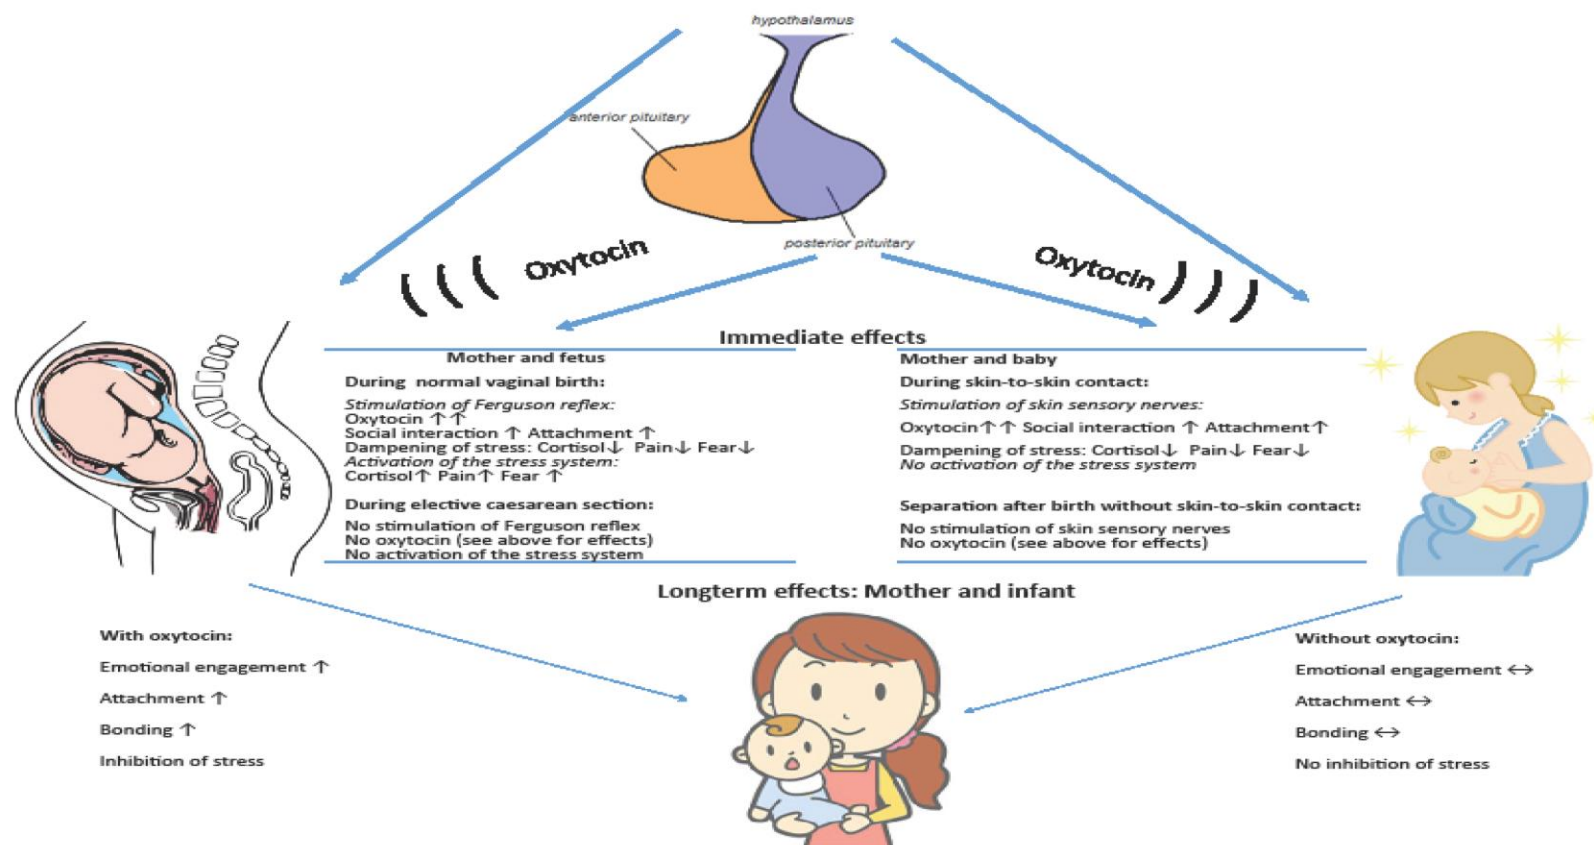 hypothalamus
anterior pituitary
posterior pituitary
Oxytocin
Oxytocin
Immediate effects
Mother and fetus
During normal vaginal birth:
Stimulation of Ferguson reflex:
Oxytocin ↑↑
Social interaction ↑ Attachment ↑
Dampening of stress: Cortisol↓ Pain↓ Fear↓
Activation of the stress system:
Cortisol↑ Pain↑ Fear ↑
During elective caesarean section:
No stimulation of Ferguson reflex
No oxytocin (see above for effects)
No activation of the stress system
Mother and baby
During skin-to-skin contact:
Stimulation of skin sensory nerves:
Oxytocin↑↑ Social interaction ↑ Attachment↑
Dampening of stress: Cortisol↓ Pain↓ Fear↓
No activation of the stress system
Separation after birth without skin-to-skin contact:
No stimulation of skin sensory nerves
No oxytocin (see above for effects)
Longterm effects: Mother and infant
With oxytocin:
Emotional engagement ↑
Attachment ↑
Bonding ↑
Inhibition of stress
Without oxytocin:
Emotional engagement ↔
Attachment ↔
Bonding ↔
No inhibition of stress